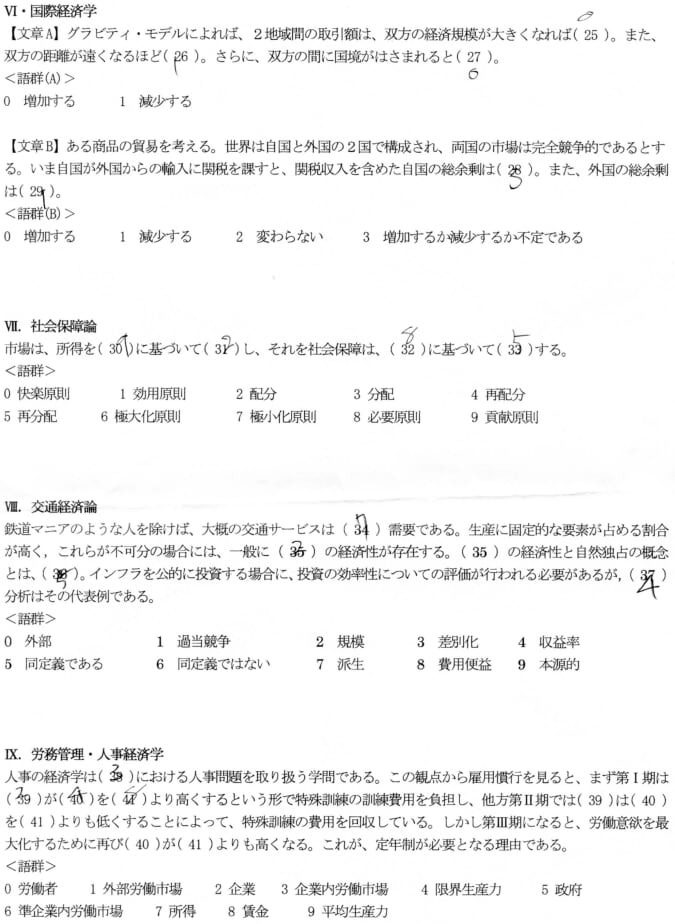 Ⅵ・国際経済学
0
【文章A】グラビティ・モデルによれば、２地域間の取引額は、双方の経済規模が大きくなれば( 25 )。また、
双方の距離が遠くなるほど( 26 )。さらに、双方の間に国境がはさまれると( 27 )。
1
0
＜語群(A)＞
0 増加する 1 減少する
【文章B】ある商品の貿易を考える。世界は自国と外国の２国で構成され、両国の市場は完全競争的であるとす
る。いま自国が外国からの輸入に関税を課すと、関税収入を含めた自国の総余剰は( 28 )。また、外国の総余剰
3
は( 29 )。
1
＜語群(B)＞
0 増加する 1 減少する 2 変わらない 3 増加するか減少するか不定である
Ⅶ．社会保障論
市場は、所得を( 30 )に基づいて( 31 )し、それを社会保障は、( 32 )に基づいて( 33 )する。
9 2 8 5
＜語群＞
0 快楽原則 1 効用原則 2 配分 3 分配 4 再配分
5 再分配 6 極大化原則 7 極小化原則 8 必要原則 9 貢献原則
Ⅷ．交通経済論
鉄道マニアのような人を除けば、大概の交通サービスは（ 34 ）需要である。生産に固定的な要素が占める割合
7
が高く，これらが不可分の場合には、一般に（ 35 ）の経済性が存在する。（ 35 ）の経済性と自然独占の概念
2
とは、（ 36 ）。インフラを公的に投資する場合に、投資の効率性についての評価が行われる必要があるが，（ 37 ）
5 4
分析はその代表例である。
＜語群＞
0 外部 1 過当競争 2 規模 3 差別化 4 収益率
5 同定義である 6 同定義ではない 7 派生 8 費用便益 9 本源的
Ⅸ．労務管理・人事経済学
人事の経済学は( 38 )における人事問題を取り扱う学問である。この観点から雇用慣行を見ると、まず第Ⅰ期は
3
( 39 )が( 40 )を( 41 )より高くするという形で特殊訓練の訓練費用を負担し、他方第Ⅱ期では( 39 )は( 40 )
2 4 8
を( 41 )よりも低くすることによって、特殊訓練の費用を回収している。しかし第Ⅲ期になると、労働意欲を最
大化するために再び( 40 )が( 41 )よりも高くなる。これが、定年制が必要となる理由である。
＜語群＞
0 労働者 1 外部労働市場 2 企業 3 企業内労働市場 4 限界生産力 5 政府
6 準企業内労働市場 7 所得 8 賃金 9 平均生産力